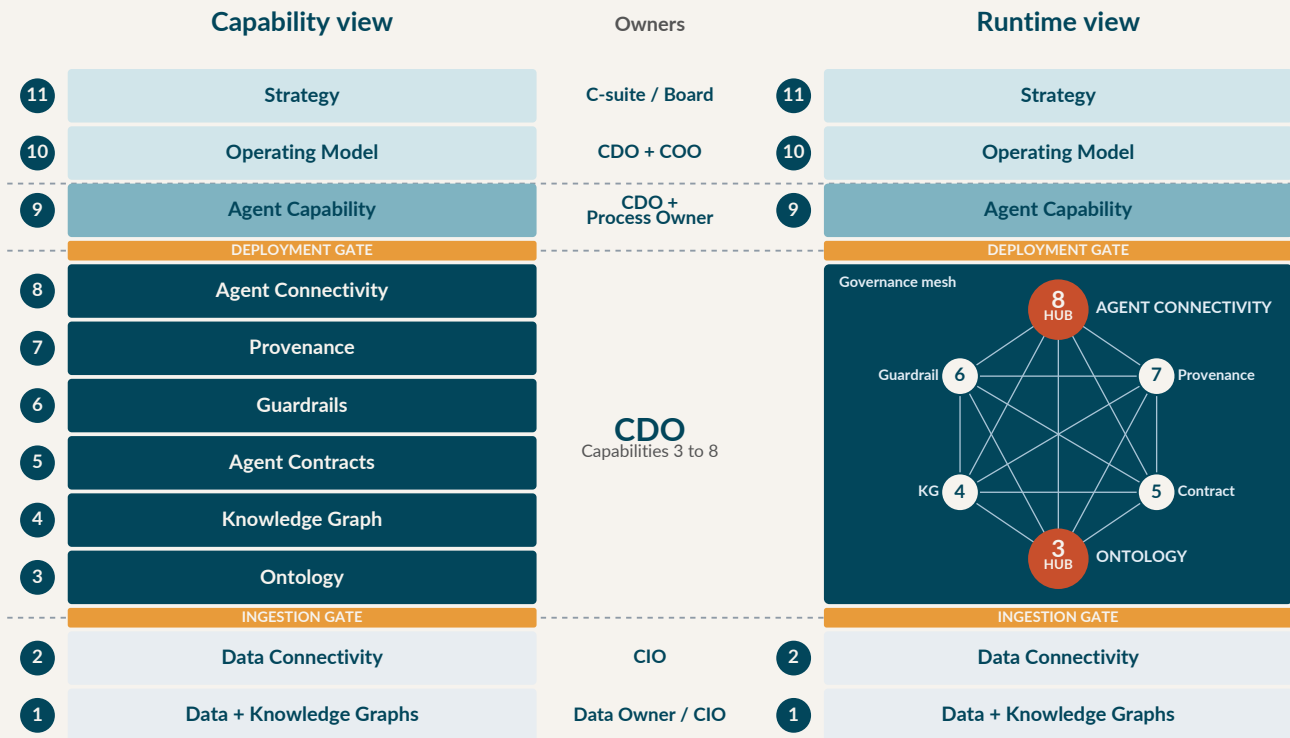 Capability view
Owners
Runtime view
11
Strategy
C-suite / Board
11
Strategy
10
Operating Model
CDO + COO
10
Operating Model
9
Agent Capability
CDO +
Process Owner
9
Agent Capability
DEPLOYMENT GATE
DEPLOYMENT GATE
8
Agent Connectivity
7
Provenance
6
Guardrails
5
Agent Contracts
4
Knowledge Graph
3
Ontology
CDO
Capabilities 3 to 8
Governance mesh
8
HUB
AGENT CONNECTIVITY
Guardrail
6
7
Provenance
KG
4
5
Contract
3
HUB
ONTOLOGY
INGESTION GATE
INGESTION GATE
2
Data Connectivity
CIO
2
Data Connectivity
1
Data + Knowledge Graphs
Data Owner / CIO
1
Data + Knowledge Graphs